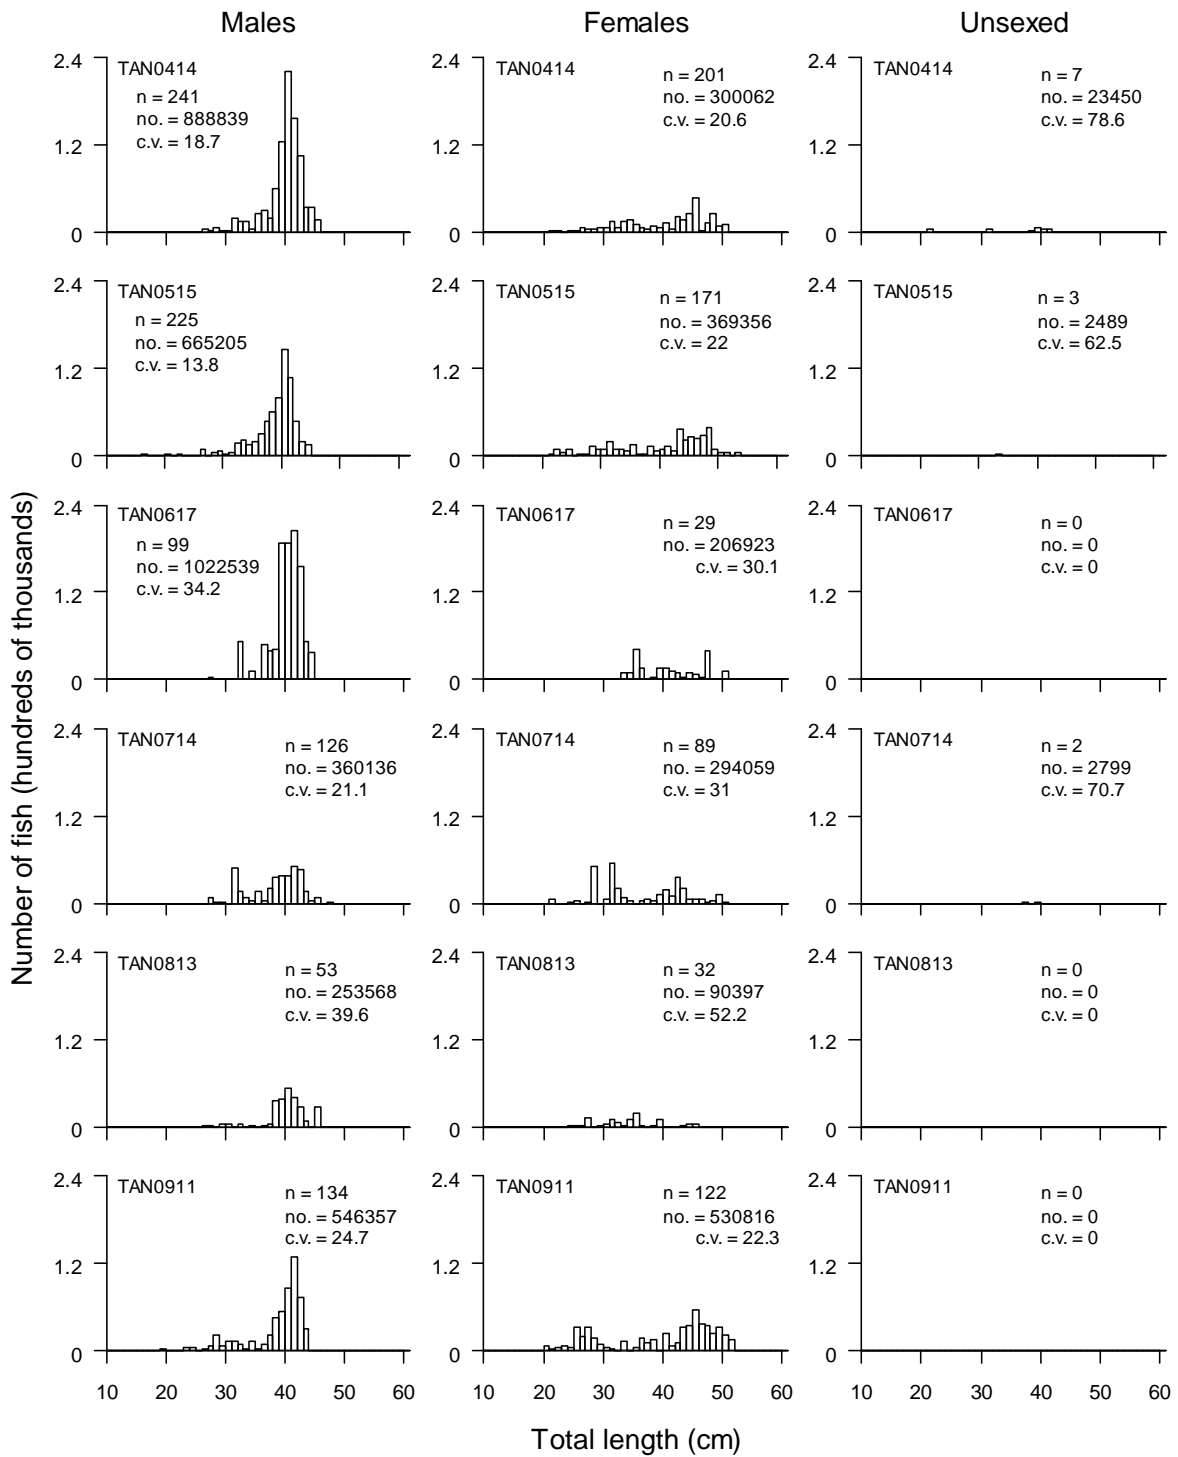 Males Females Unsexed
2.4 TAN0414 TAN0414 TAN0414
n = 241 n = 201 n = 7
no. = 888839 no. = 300062 no. = 23450
c.v. = 18.7 c.v. = 20.6 c.v. = 78.6
1.2
0 0 0
2.4 TAN0515 2.4 TAN0515 2.4 TAN0515
n = 225 n = 171 n = 3
no. = 665205 no. = 369356 no. = 2489
c.v. = 13.8 c.v. = 22 c.v. = 62.5
1.2 1.2 1.2
0 0 0
2.4 TAN0617 2.4 TAN0617 2.4 TAN0617
n = 99 n = 29 n = 0
no. = 1022539 no. = 206923 no. = 0
c.v. = 34.2 c.v. = 30.1 c.v. = 0
1.2 1.2 1.2
0 0 0
2.4 TAN0714 2.4 TAN0714 2.4 TAN0714
n = 126 n = 89 n = 2
no. = 360136 no. = 294059 no. = 2799
c.v. = 21.1 c.v. = 31 c.v. = 70.7
1.2 1.2 1.2
0 0 0
2.4 TAN0813 2.4 TAN0813 2.4 TAN0813
n = 53 n = 32 n = 0
no. = 253568 no. = 90397 no. = 0
c.v. = 39.6 c.v. = 52.2 c.v. = 0
1.2 1.2 1.2
0 0 0
2.4 TAN0911 2.4 TAN0911 2.4 TAN0911
n = 134 n = 122 n = 0
no. = 546357 no. = 530816 no. = 0
c.v. = 24.7 c.v. = 22.3 c.v. = 0
1.2 1.2 1.2
0 0 0
10 20 30 40 50 60 10 20 30 40 50 60 10 20 30 40 50 60
Total length (cm)
Number of fish (hundreds of thousands)